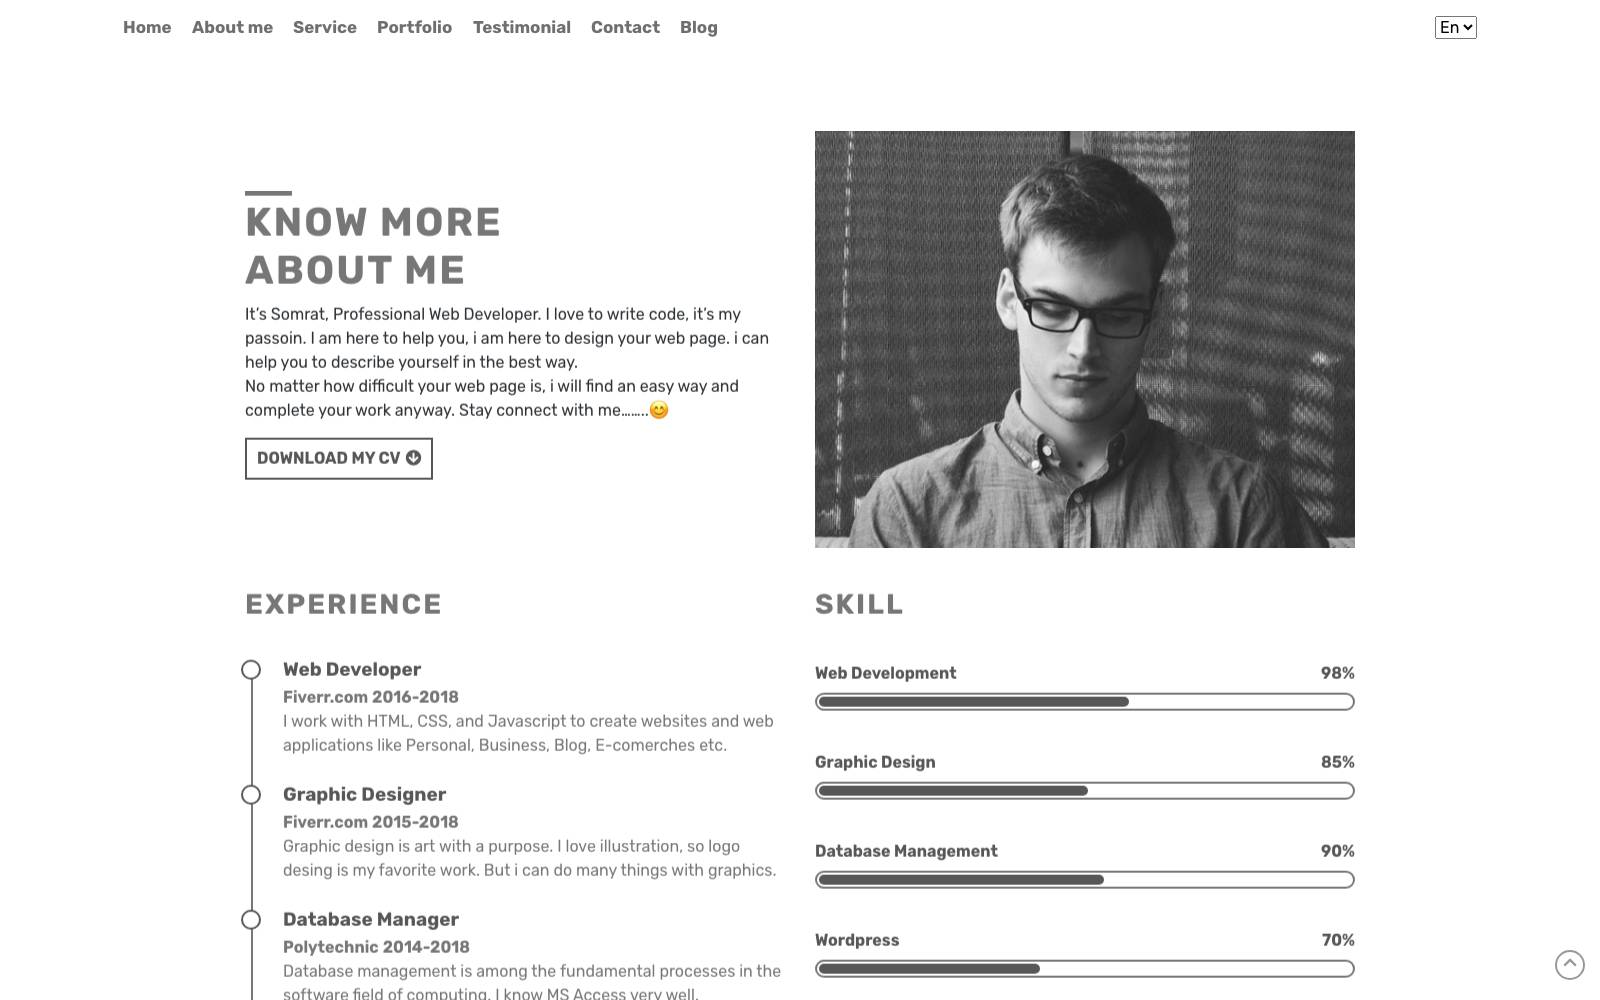 Home About me Service Portfolio Testimonial Contact Blog En
KNOW MORE
ABOUT ME
It's Somrat, Professional Web Developer. I love to write code, it's my
passoin. I am here to help you, i am here to design your web page. i can
help you to describe yourself in the best way.
No matter how difficult your web page is, i will find an easy way and
complete your work anyway. Stay connect with me……..😊
DOWNLOAD MY CV
EXPERIENCE
Web Developer
Fiverr.com 2016-2018
I work with HTML, CSS, and Javascript to create websites and web
applications like Personal, Business, Blog, E-comerches etc.
Graphic Designer
Fiverr.com 2015-2018
Graphic design is art with a purpose. I love illustration, so logo
desing is my favorite work. But i can do many things with graphics.
Database Manager
Polytechnic 2014-2018
Database management is among the fundamental processes in the
software field of computing. I know MS Access very well.
SKILL
Web Development 98%
Graphic Design 85%
Database Management 90%
Wordpress 70%